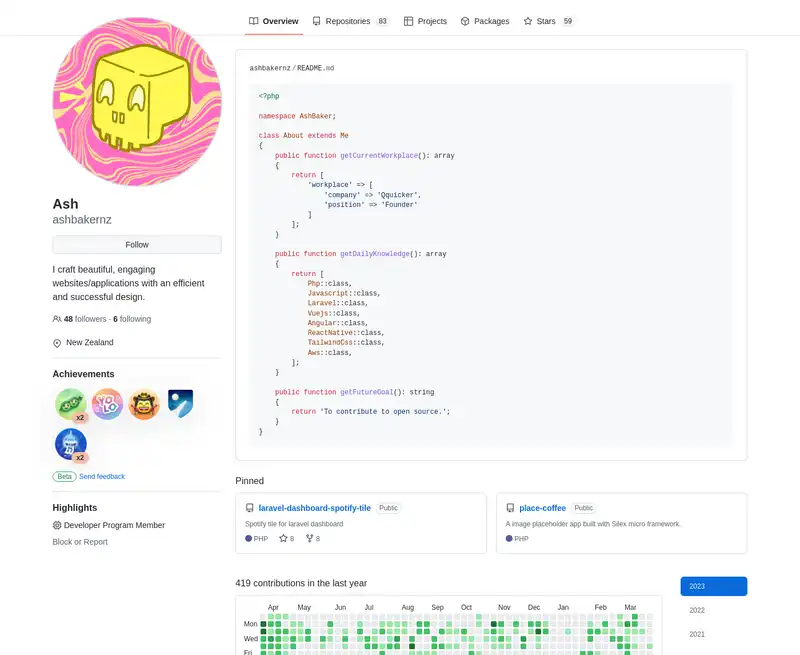 Overview Repositories 83 Projects Packages Stars 59
Ash
ashbakernz
Follow
I craft beautiful, engaging
websites/applications with an efficient
and successful design.
48 followers · 6 following
New Zealand
Achievements
x2
YOLO
x2
Beta Send feedback
Highlights
Developer Program Member
Block or Report
ashbakernz/README.md
<?php
namespace AshBaker;
class About extends Me
{
public function getCurrentWorkplace(): array
{
return [
'workplace' => [
'company' => 'Qquicker',
'position' => 'Founder'
]
];
}
public function getDailyKnowledge(): array
{
return [
Php::class,
Javascript::class,
Laravel::class,
Vuejs::class,
Angular::class,
ReactNative::class,
TailwindCss::class,
Aws::class,
];
}
public function getFutureGoal(): string
{
return 'To contribute to open source.';
}
}
Pinned
laravel-dashboard-spotify-tile Public
Spotify tile for laravel dashboard
PHP 8 8
place-coffee Public
A image placeholder app built with Silex micro framework.
PHP
419 contributions in the last year
Apr May Jun Jul Aug Sep Oct Nov Dec Jan Feb Mar
Mon
Wed
Fri
2023
2022
2021